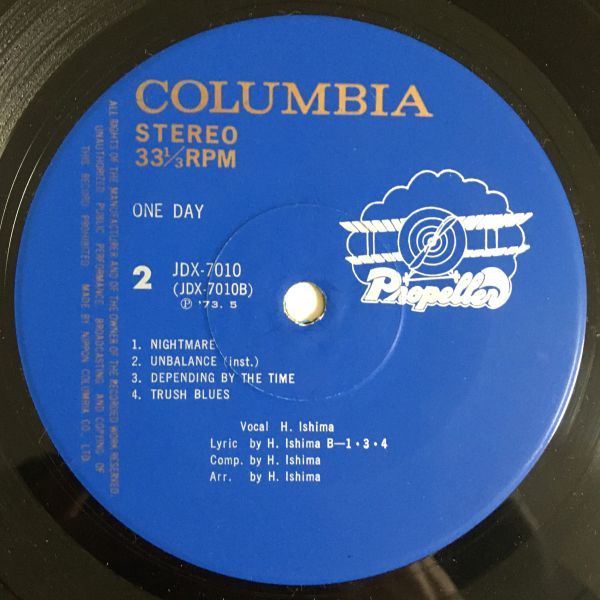 COLUMBIA
STEREO
33⅓RPM
ONE DAY
2
JDX-7010
(JDX-7010B)
Ⓟ '73. 5
Propeller
1. NIGHTMARE
2. UNBALANCE (inst.)
3. DEPENDING BY THE TIME
4. TRUSH BLUES
Vocal H. Ishima
Lyric by H. Ishima B—1・3・4
Comp. by H. Ishima
Arr. by H. Ishima
ALL RIGHTS OF THE MANUFACTURER AND OF THE OWNER OF THE RECORDED WORK RESERVED.
UNAUTHORIZED PUBLIC PERFORMANCE, BROADCASTING AND COPYING OF
THIS RECORD PROHIBITED. MADE BY NIPPON COLUMBIA CO., LTD.